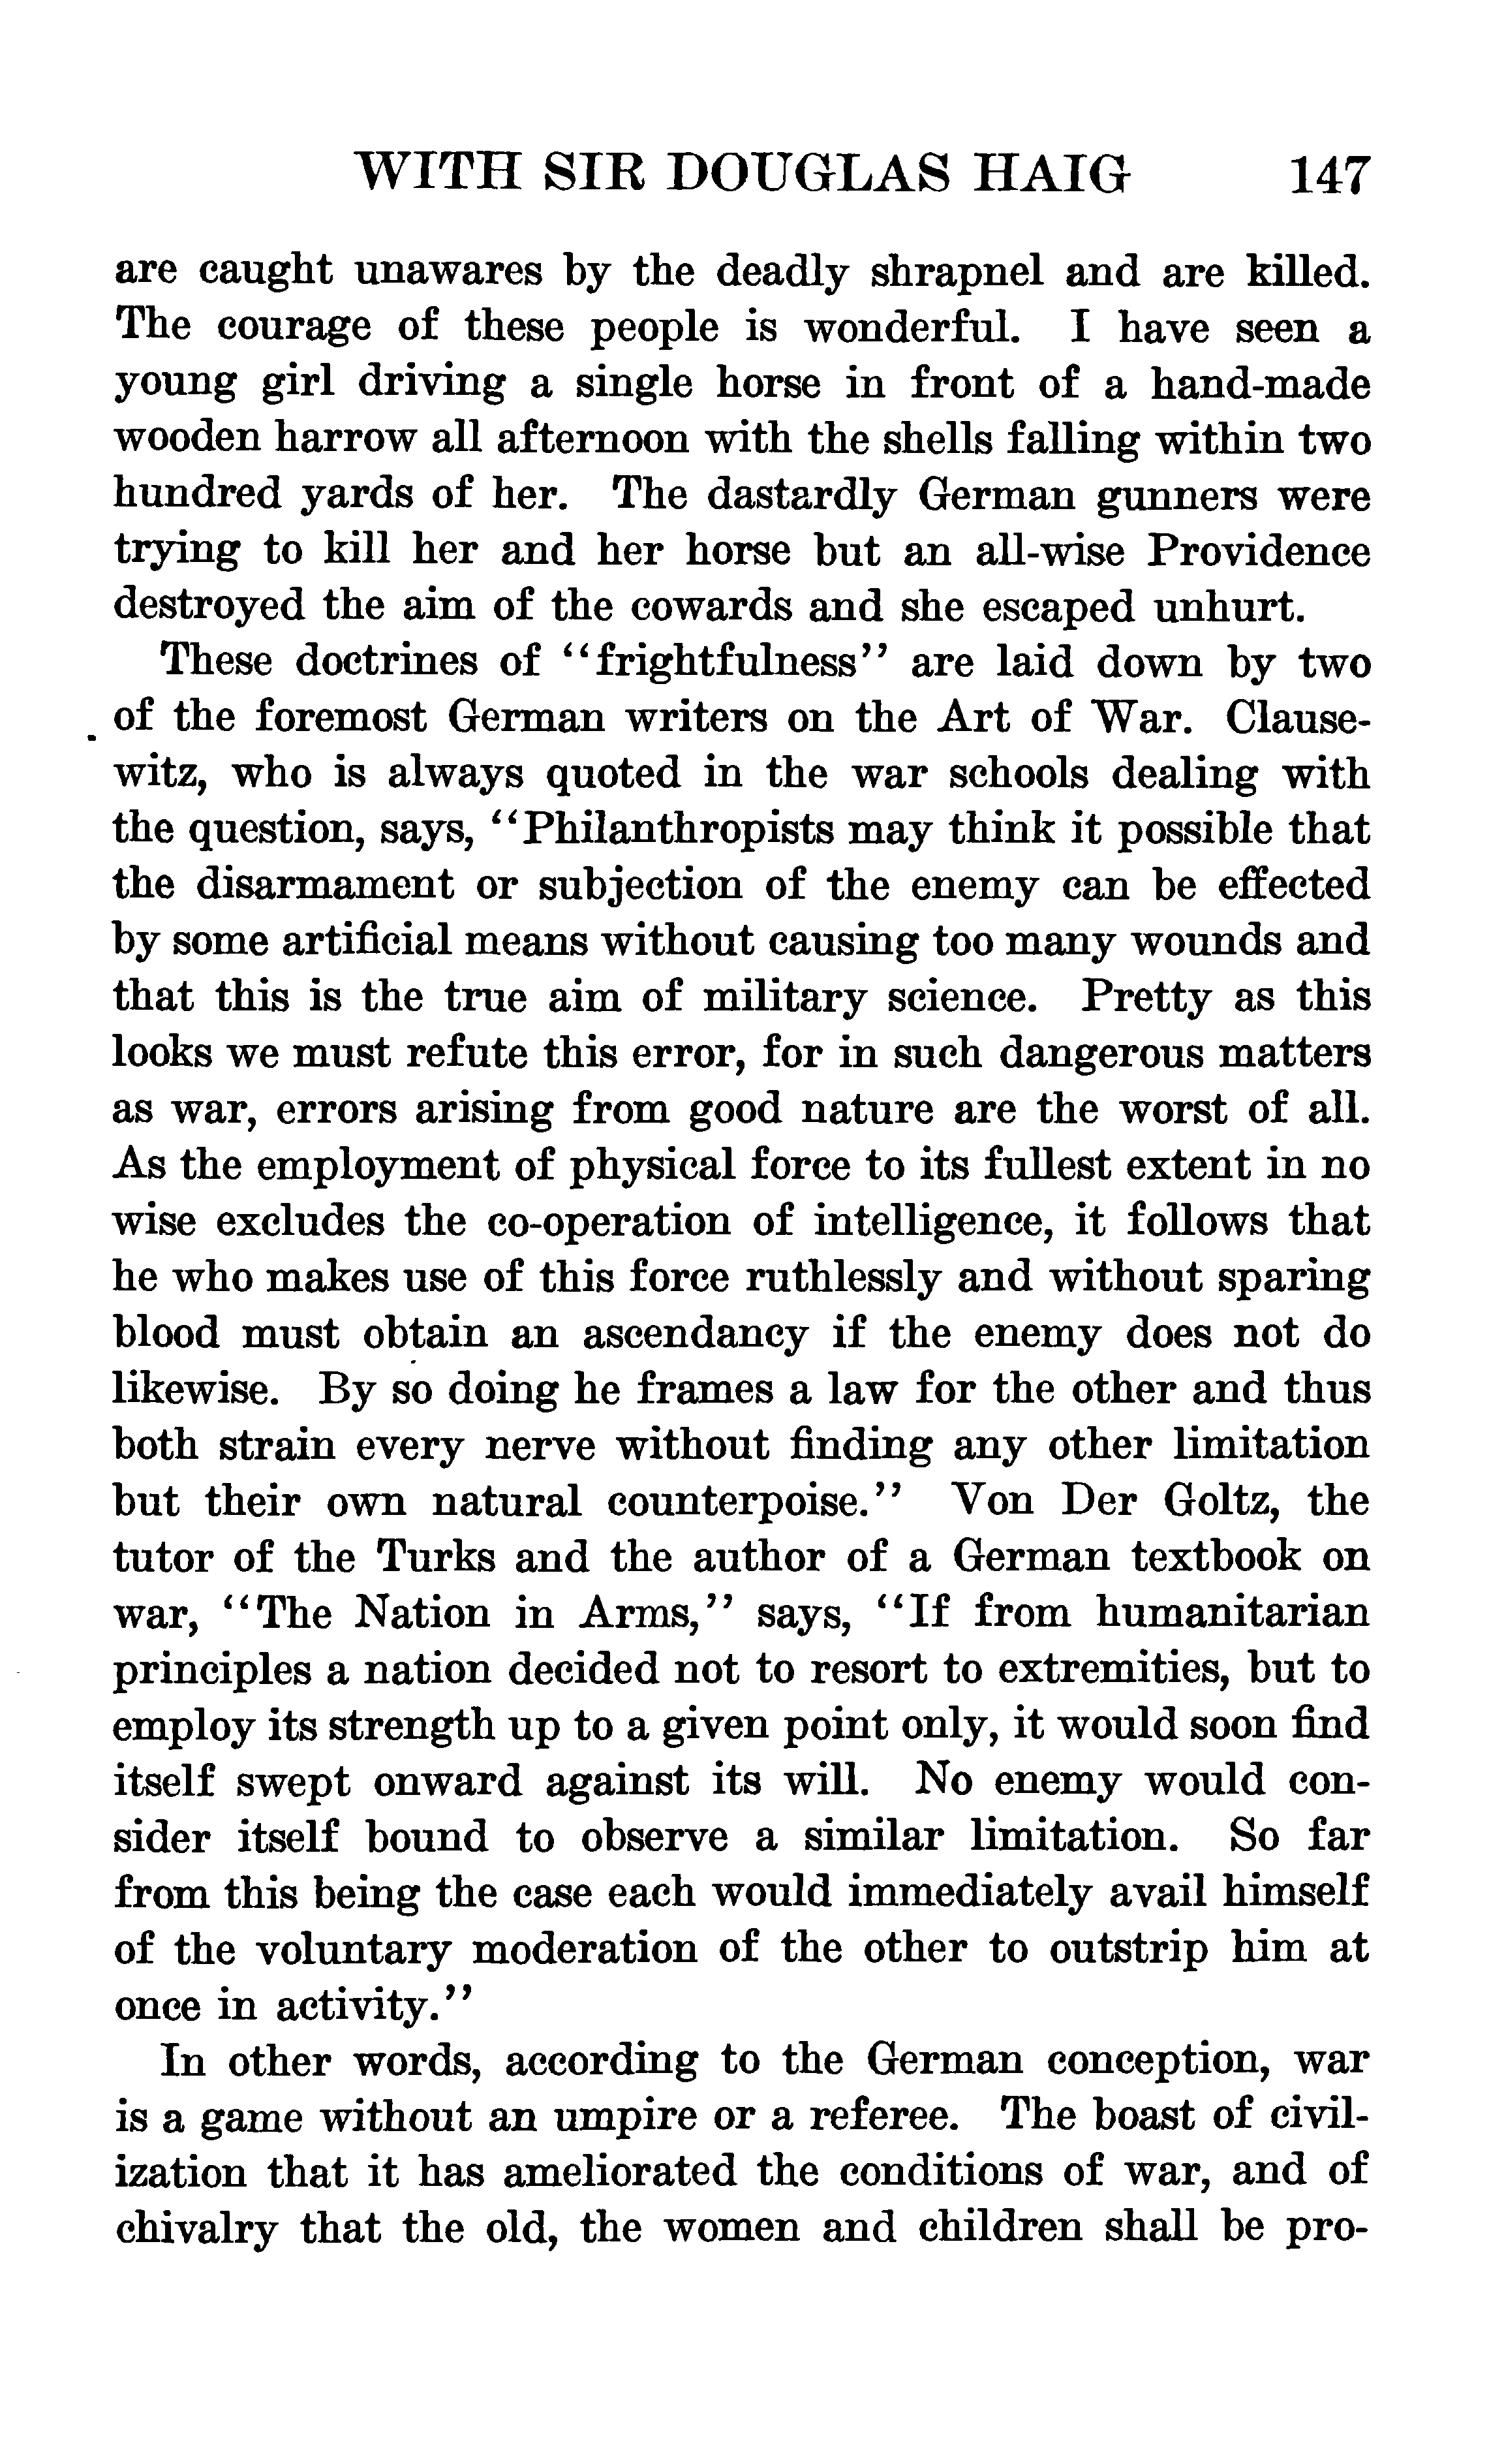 WITH SIR DOUGLAS HAIG 147
are caught unawares by the deadly shrapnel and are killed.
The courage of these people is wonderful. I have seen a
young girl driving a single horse in front of a hand-made
wooden harrow all afternoon with the shells falling within two
hundred yards of her. The dastardly German gunners were
trying to kill her and her horse but an all-wise Providence
destroyed the aim of the cowards and she escaped unhurt.
These doctrines of "frightfulness" are laid down by two
of the foremost German writers on the Art of War. Clause-
witz, who is always quoted in the war schools dealing with
the question, says, "Philanthropists may think it possible that
the disarmament or subjection of the enemy can be effected
by some artificial means without causing too many wounds and
that this is the true aim of military science. Pretty as this
looks we must refute this error, for in such dangerous matters
as war, errors arising from good nature are the worst of all.
As the employment of physical force to its fullest extent in no
wise excludes the co-operation of intelligence, it follows that
he who makes use of this force ruthlessly and without sparing
blood must obtain an ascendancy if the enemy does not do
likewise. By so doing he frames a law for the other and thus
both strain every nerve without finding any other limitation
but their own natural counterpoise." Von Der Goltz, the
tutor of the Turks and the author of a German textbook on
war, "The Nation in Arms," says, "If from humanitarian
principles a nation decided not to resort to extremities, but to
employ its strength up to a given point only, it would soon find
itself swept onward against its will. No enemy would con-
sider itself bound to observe a similar limitation. So far
from this being the case each would immediately avail himself
of the voluntary moderation of the other to outstrip him at
once in activity."
In other words, according to the German conception, war
is a game without an umpire or a referee. The boast of civil-
ization that it has ameliorated the conditions of war, and of
chivalry that the old, the women and children shall be pro-